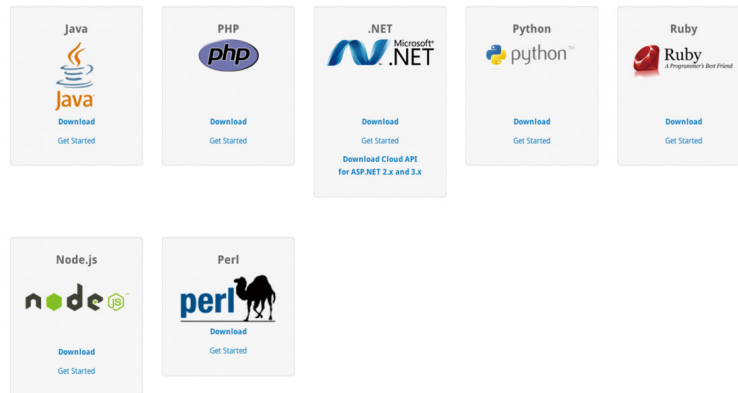 Java
PHP
.NET
Python
Ruby
Java
php
Microsoft®
.NET
python™
Ruby
A Programmer's Best Friend
Download
Download
Download
Download
Download
Get Started
Get Started
Get Started
Get Started
Get Started
Download Cloud API
for ASP.NET 2.x and 3.x
Node.js
Perl
node JS™
perl
Download
Get Started
Download
Get Started